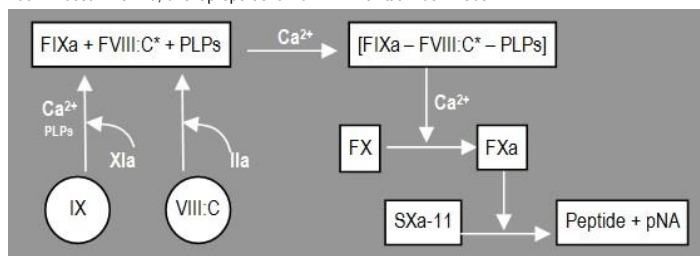 FIXa + FVIII:C* + PLPs
Ca²⁺
[FIXa – FVIII:C* – PLPs]
Ca²⁺
PLPs
XIa
IIa
Ca²⁺
FX
FXa
IX
VIII:C
SXa-11
Peptide + pNA